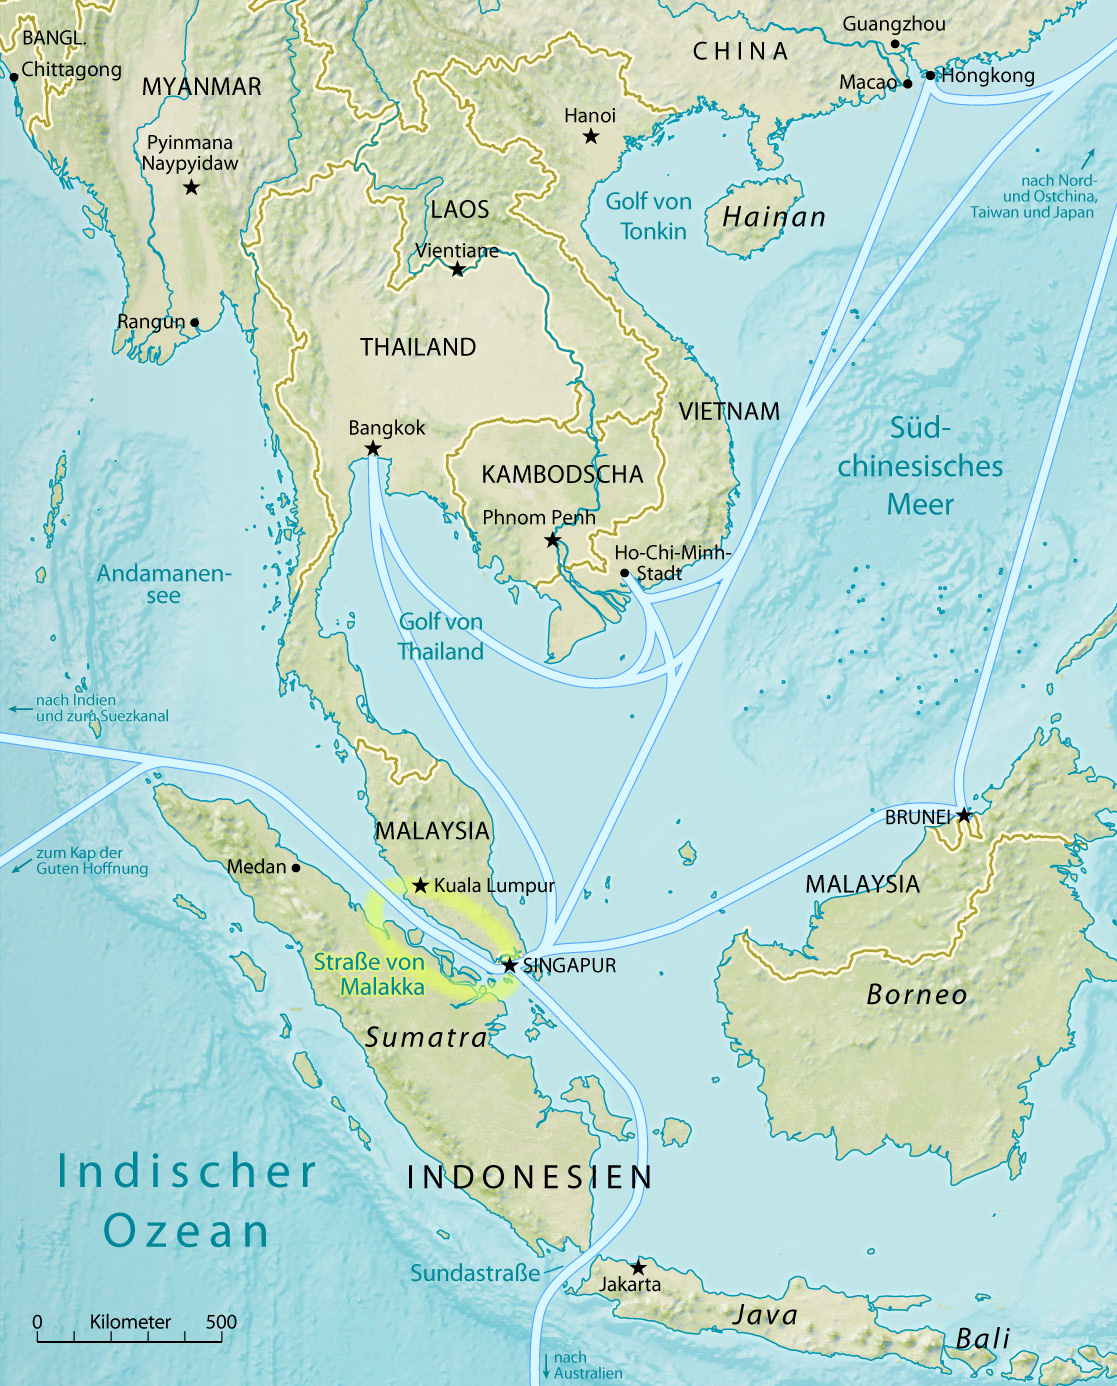 Guangzhou
BANGL.
CHINA
Chittagong
Hongkong
Macao
MYANMAR
Hanoi
Pyinmana
Naypyidaw
nach Nord-
und Ostchina,
Taiwan und Japan
Golf von
Tonkin
Hainan
LAOS
Vientiane
Rangun
THAILAND
VIETNAM
Bangkok
Süd-
chinesisches
Meer
KAMBODSCHA
Phnom Penh
Ho-Chi-Minh-
Stadt
Andamanen-
see
Golf von
Thailand
nach Indien
und zum Suezkanal
BRUNEI
MALAYSIA
zum Kap der
Guten Hoffnung
Medan
Kuala Lumpur
MALAYSIA
Straße von
Malakka
SINGAPUR
Borneo
Sumatra
Indischer
Ozean
INDONESIEN
Sundastraße
Jakarta
Java
0 Kilometer 500
Bali
nach
Australien